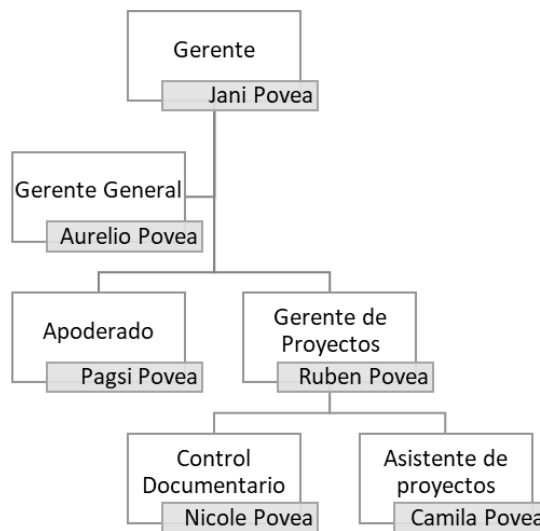 Gerente
Jani Povea
Gerente General
Aurelio Povea
Apoderado
Pagsi Povea
Gerente de
Proyectos
Ruben Povea
Control
Documentario
Nicole Povea
Asistente de
proyectos
Camila Povea